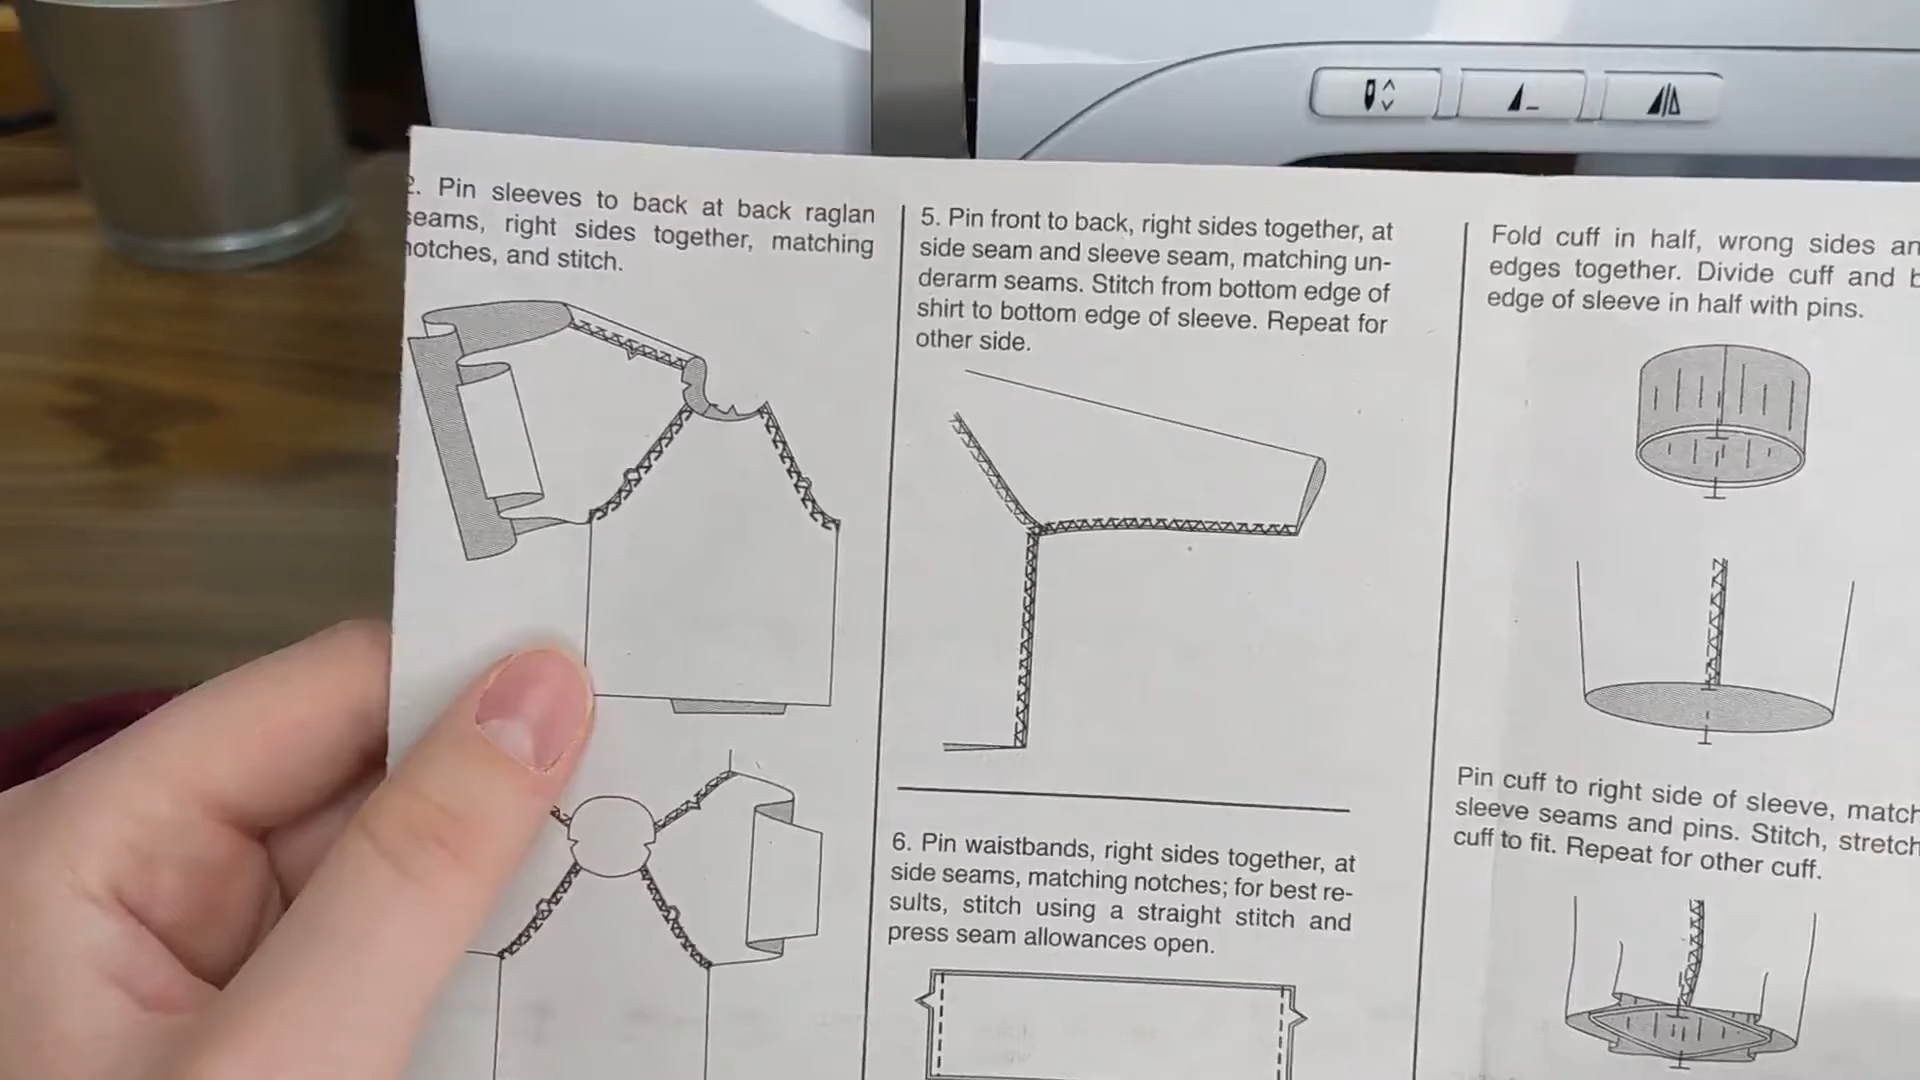 2. Pin sleeves to back at back raglan
seams, right sides together, matching
notches, and stitch.
5. Pin front to back, right sides together, at
side seam and sleeve seam, matching un-
derarm seams. Stitch from bottom edge of
shirt to bottom edge of sleeve. Repeat for
other side.
6. Pin waistbands, right sides together, at
side seams, matching notches; for best re-
sults, stitch using a straight stitch and
press seam allowances open.
Fold cuff in half, wrong sides
edges together. Divide cuff and
edge of sleeve in half with pins.
Pin cuff to right side of sleeve,
sleeve seams and pins. Stitch,
cuff to fit. Repeat for other cuff.